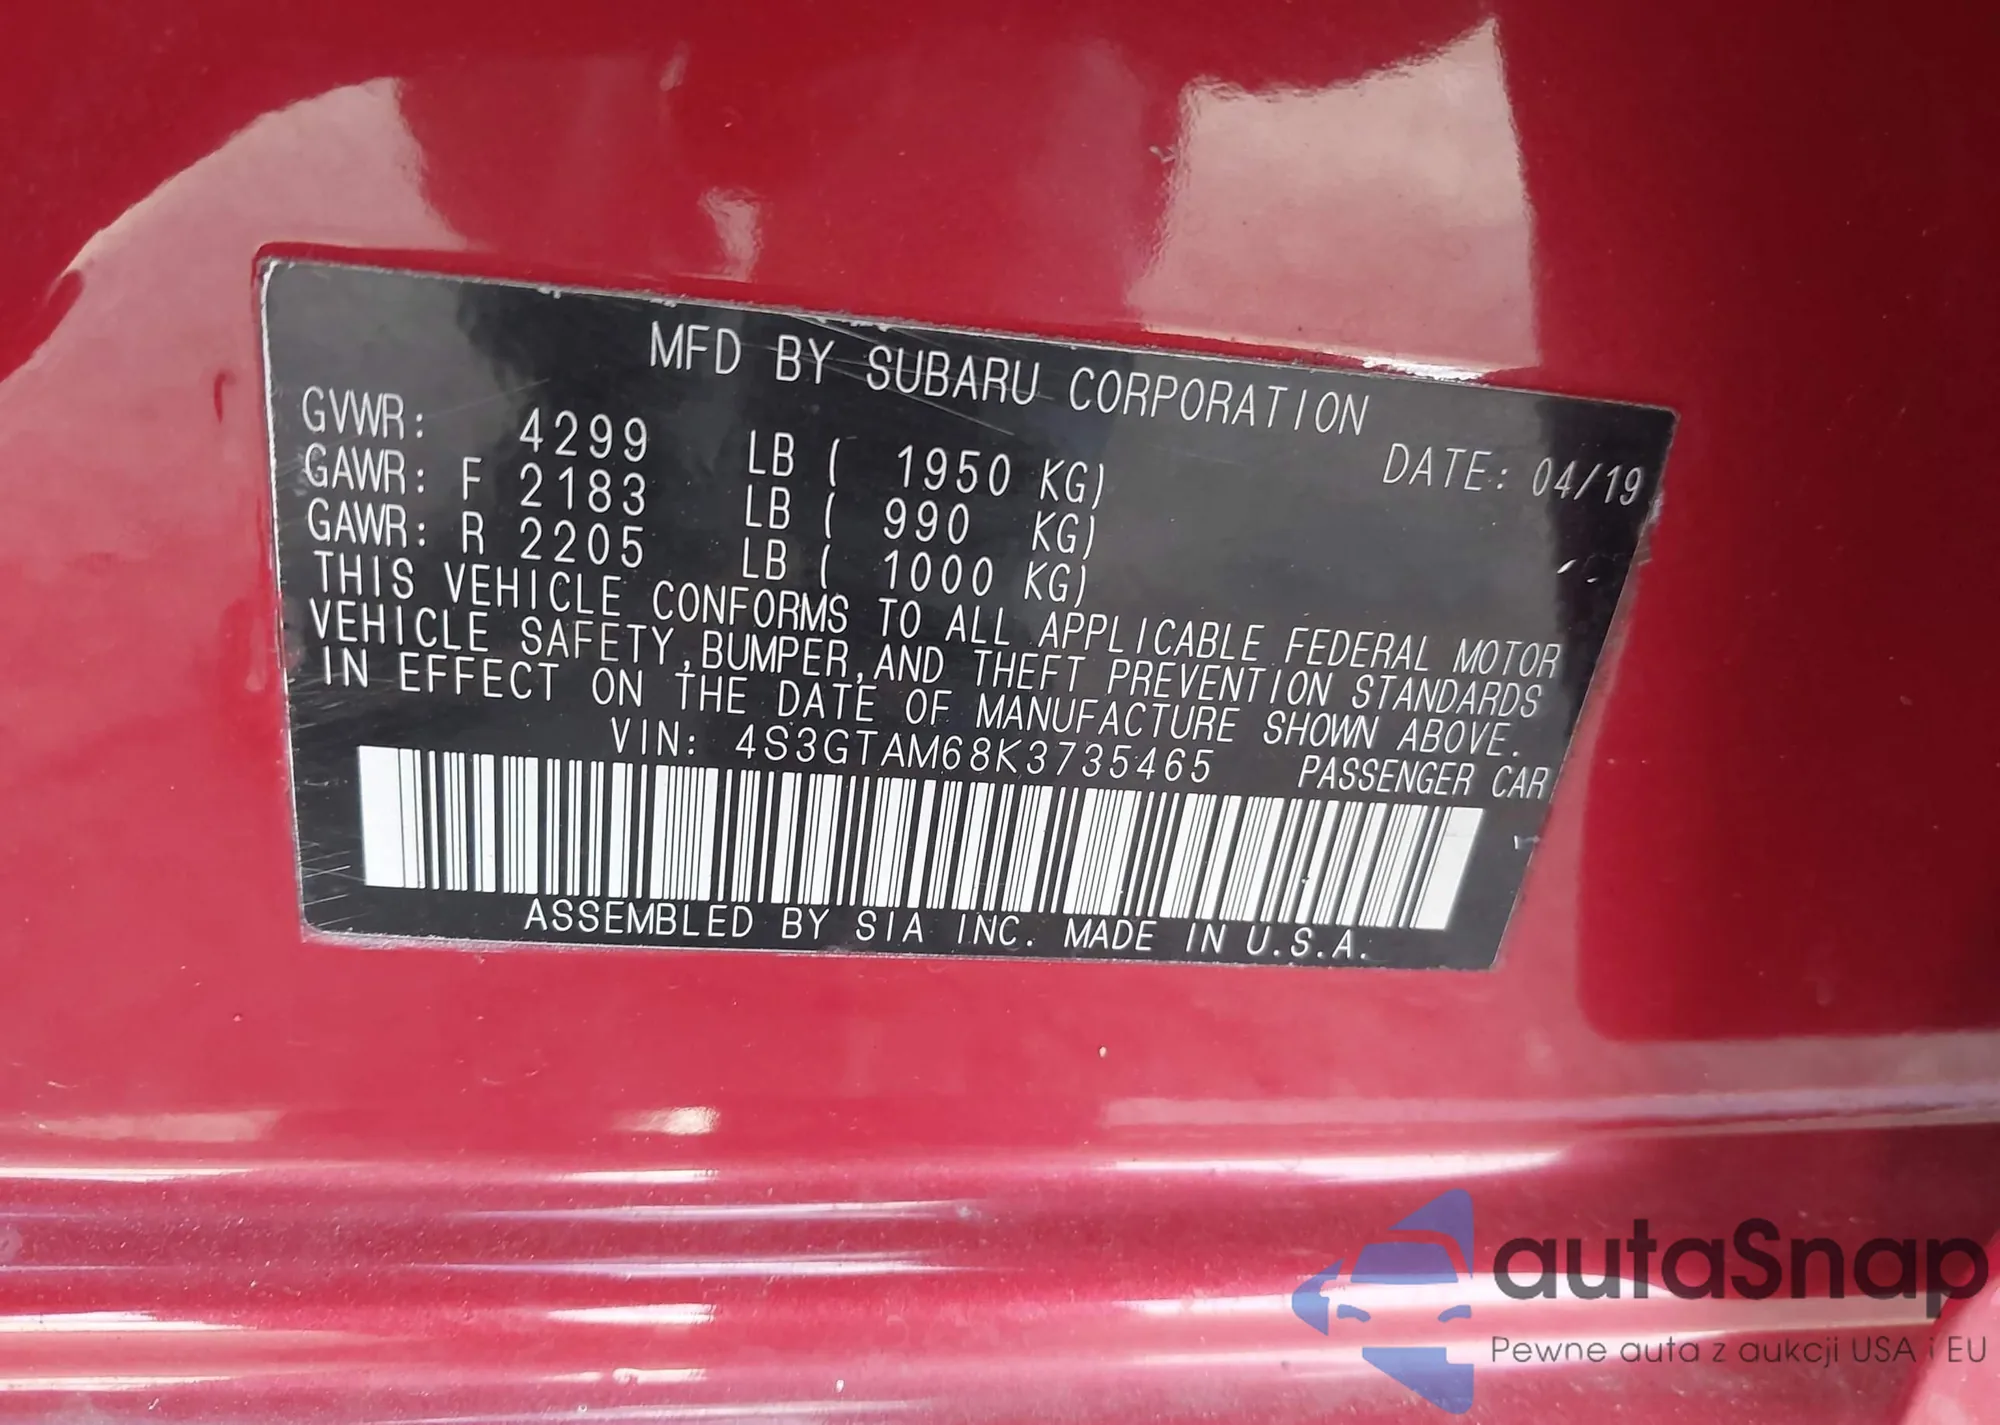 MFD BY SUBARU CORPORATION
GVWR: 4299 LB ( 1950 KG) DATE: 04/19
GAWR: F 2183 LB ( 990 KG)
GAWR: R 2205 LB ( 1000 KG)
THIS VEHICLE CONFORMS TO ALL APPLICABLE FEDERAL MOTOR
VEHICLE SAFETY, BUMPER, AND THEFT PREVENTION STANDARDS
IN EFFECT ON THE DATE OF MANUFACTURE SHOWN ABOVE.
VIN: 4S3GTAM68K3735465 PASSENGER CAR
ASSEMBLED BY SIA INC. MADE IN U.S.A.
autaSnap
Pewne auta z aukcji USA i EU